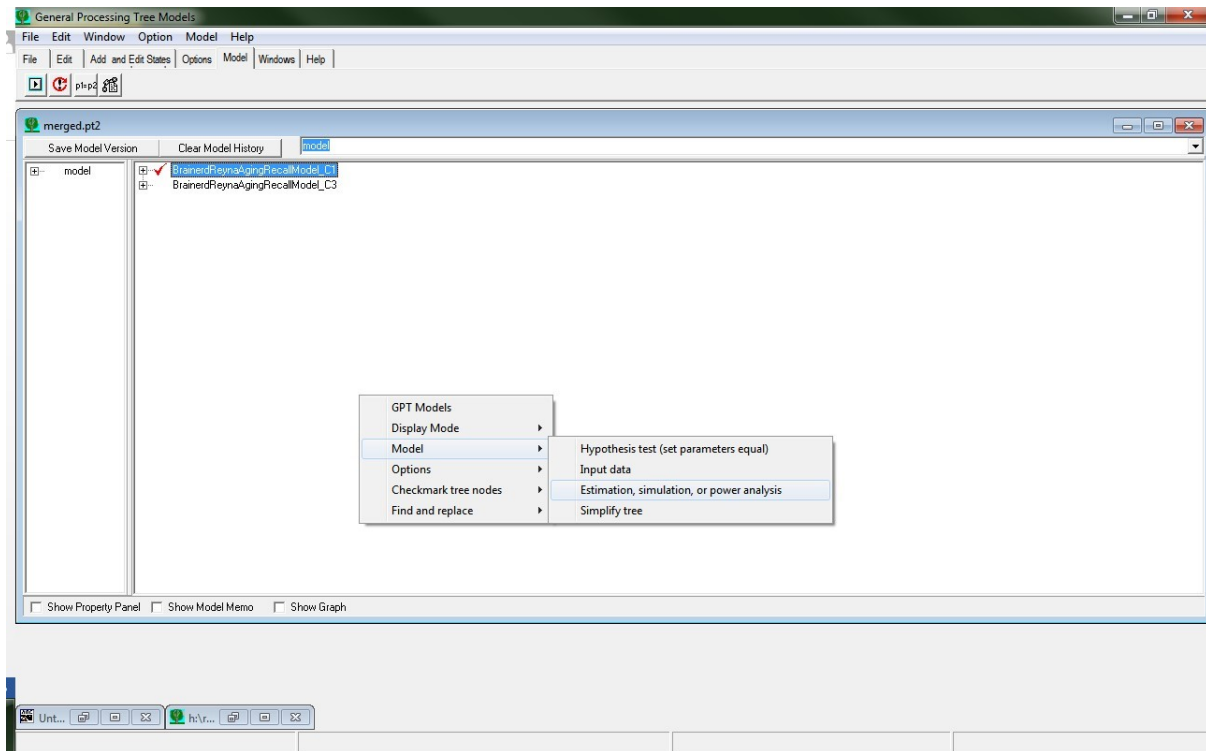 General Processing Tree Models
File Edit Window Option Model Help
File Edit Add and Edit States Options Model Windows Help
p1=p2
merged.pt2
Save Model Version Clear Model History model
model BrainerdReynaAgingRecallModel_C1
BrainerdReynaAgingRecallModel_C3
GPT Models
Display Mode
Model Hypothesis test (set parameters equal)
Options Input data
Checkmark tree nodes Estimation, simulation, or power analysis
Find and replace Simplify tree
Show Property Panel Show Model Memo Show Graph
Unt... h:\r...